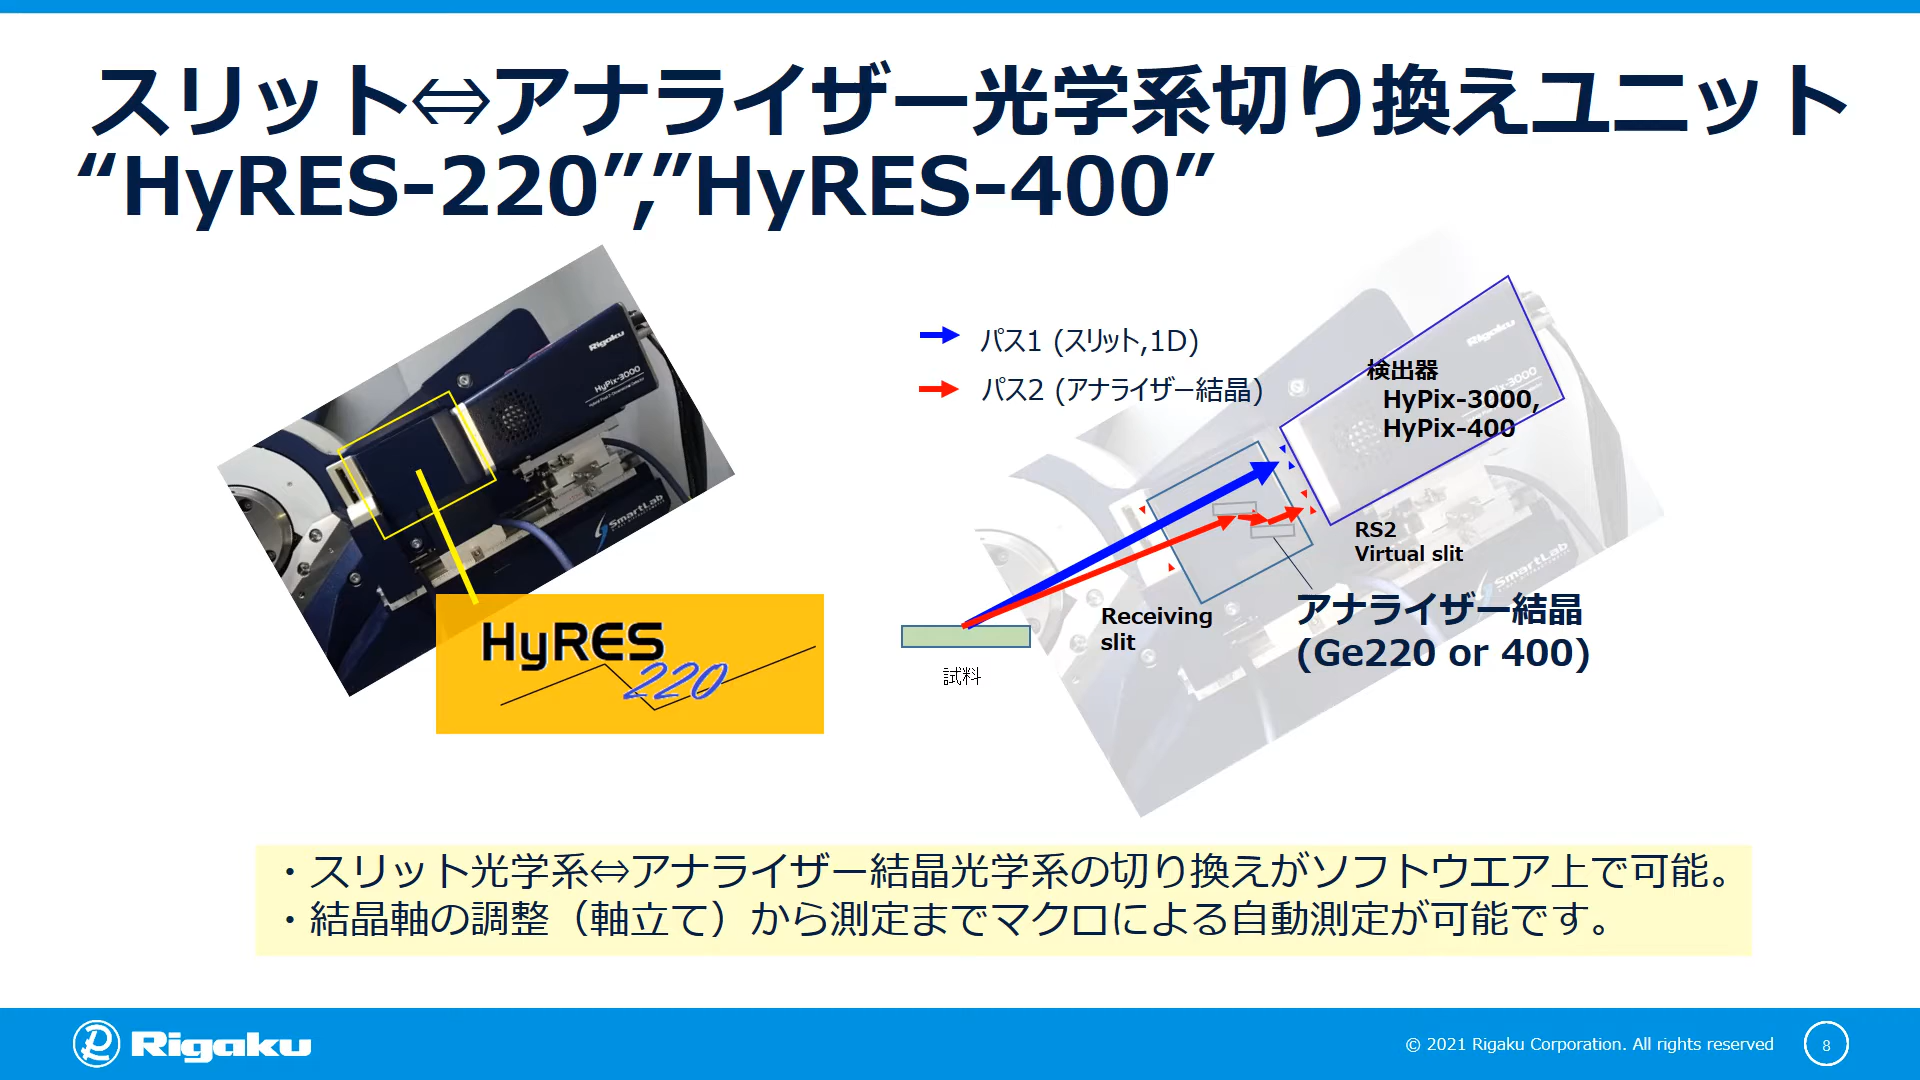 スリット⇔アナライザー光学系切り換えユニット
“HyRES-220”,”HyRES-400”
Rigaku
HyPix-3000
SmartLab
HyRES
220
パス1 (スリット,1D)
パス2 (アナライザー結晶)
Rigaku
HyPix-3000
検出器
HyPix-3000,
HyPix-400
RS2
Virtual slit
SmartLab
Receiving
slit
アナライザー結晶
(Ge220 or 400)
試料
・スリット光学系⇔アナライザー結晶光学系の切り換えがソフトウエア上で可能。
・結晶軸の調整（軸立て）から測定までマクロによる自動測定が可能です。
Rigaku
© 2021 Rigaku Corporation. All rights reserved
8